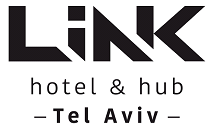 LiNK
hotel & hub
– Tel Aviv –